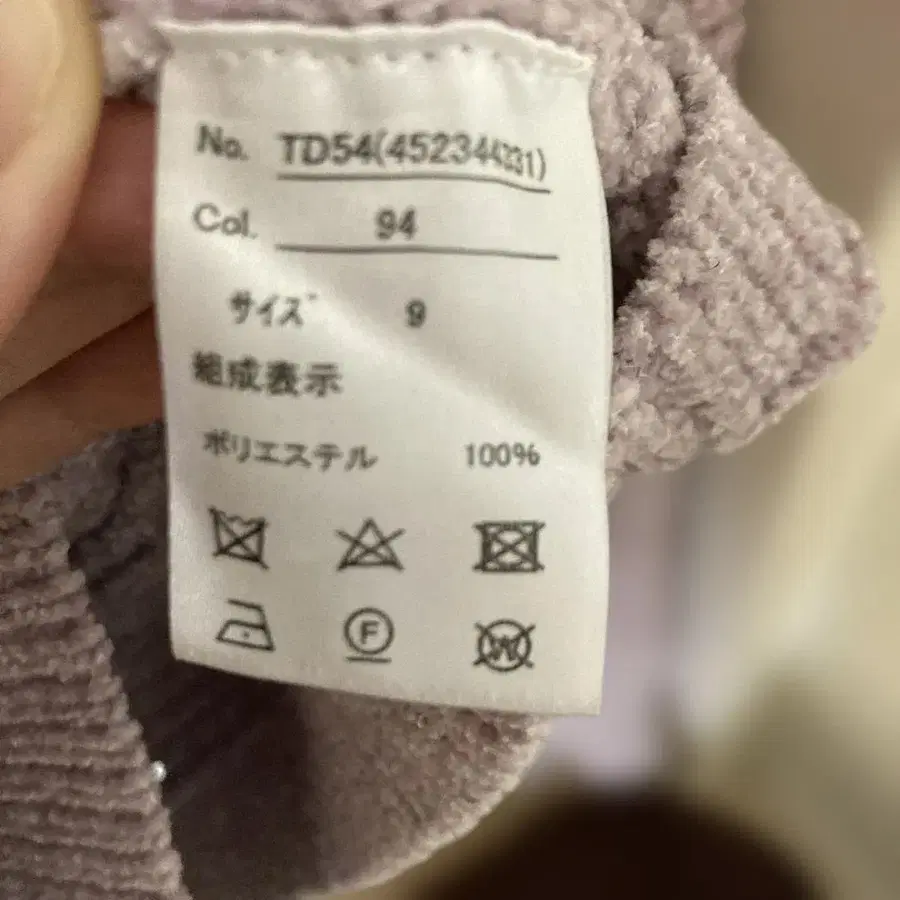 No. TD54(452344331)
Col. 94
サイズ 9
組成表示
ポリエステル 100%
F
W